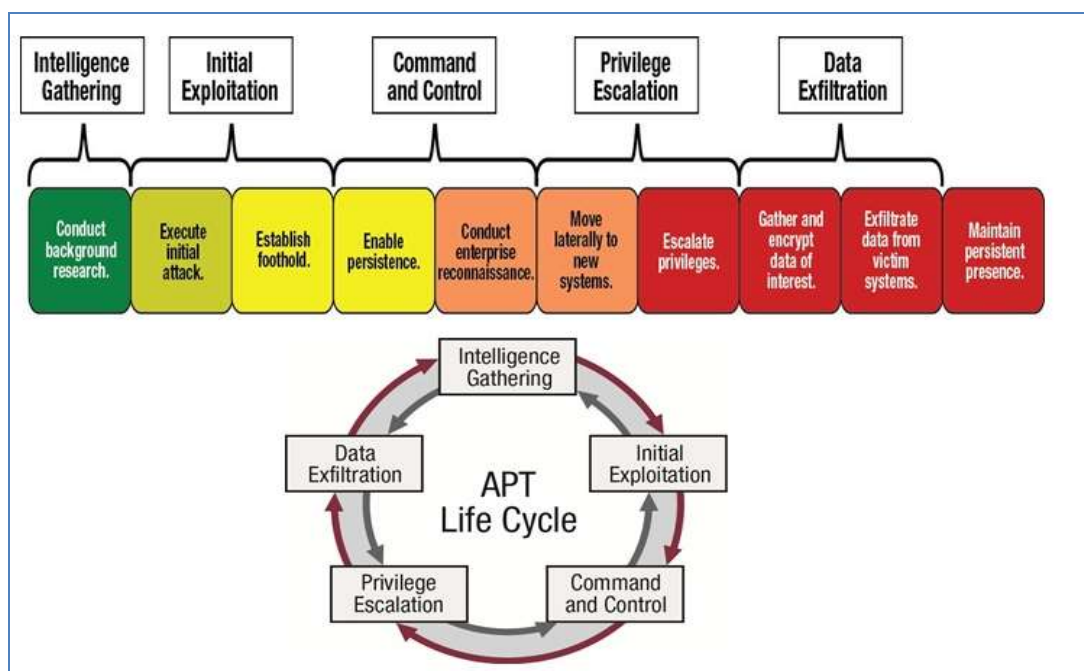 Intelligence
Gathering
Initial
Exploitation
Command
and Control
Privilege
Escalation
Data
Exfiltration
Conduct
background
research.
Execute
initial
attack.
Establish
foothold.
Enable
persistence.
Conduct
enterprise
reconnaissance.
Move
laterally to
new
systems.
Escalate
privileges.
Gather and
encrypt
data of
interest.
Exfiltrate
data from
victim
systems.
Maintain
persistent
presence.
Intelligence
Gathering
Data
Exfiltration
Initial
Exploitation
APT
Life Cycle
Privilege
Escalation
Command
and Control